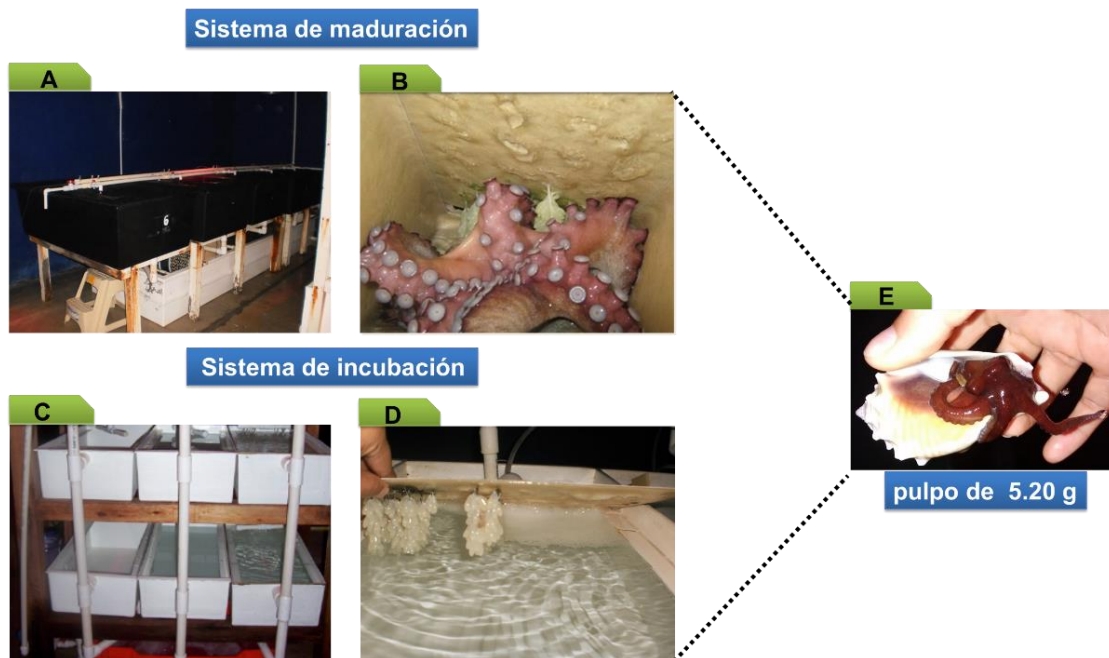 Sistema de maduración
A
B
6
Sistema de incubación
C
D
E
pulpo de 5.20 g